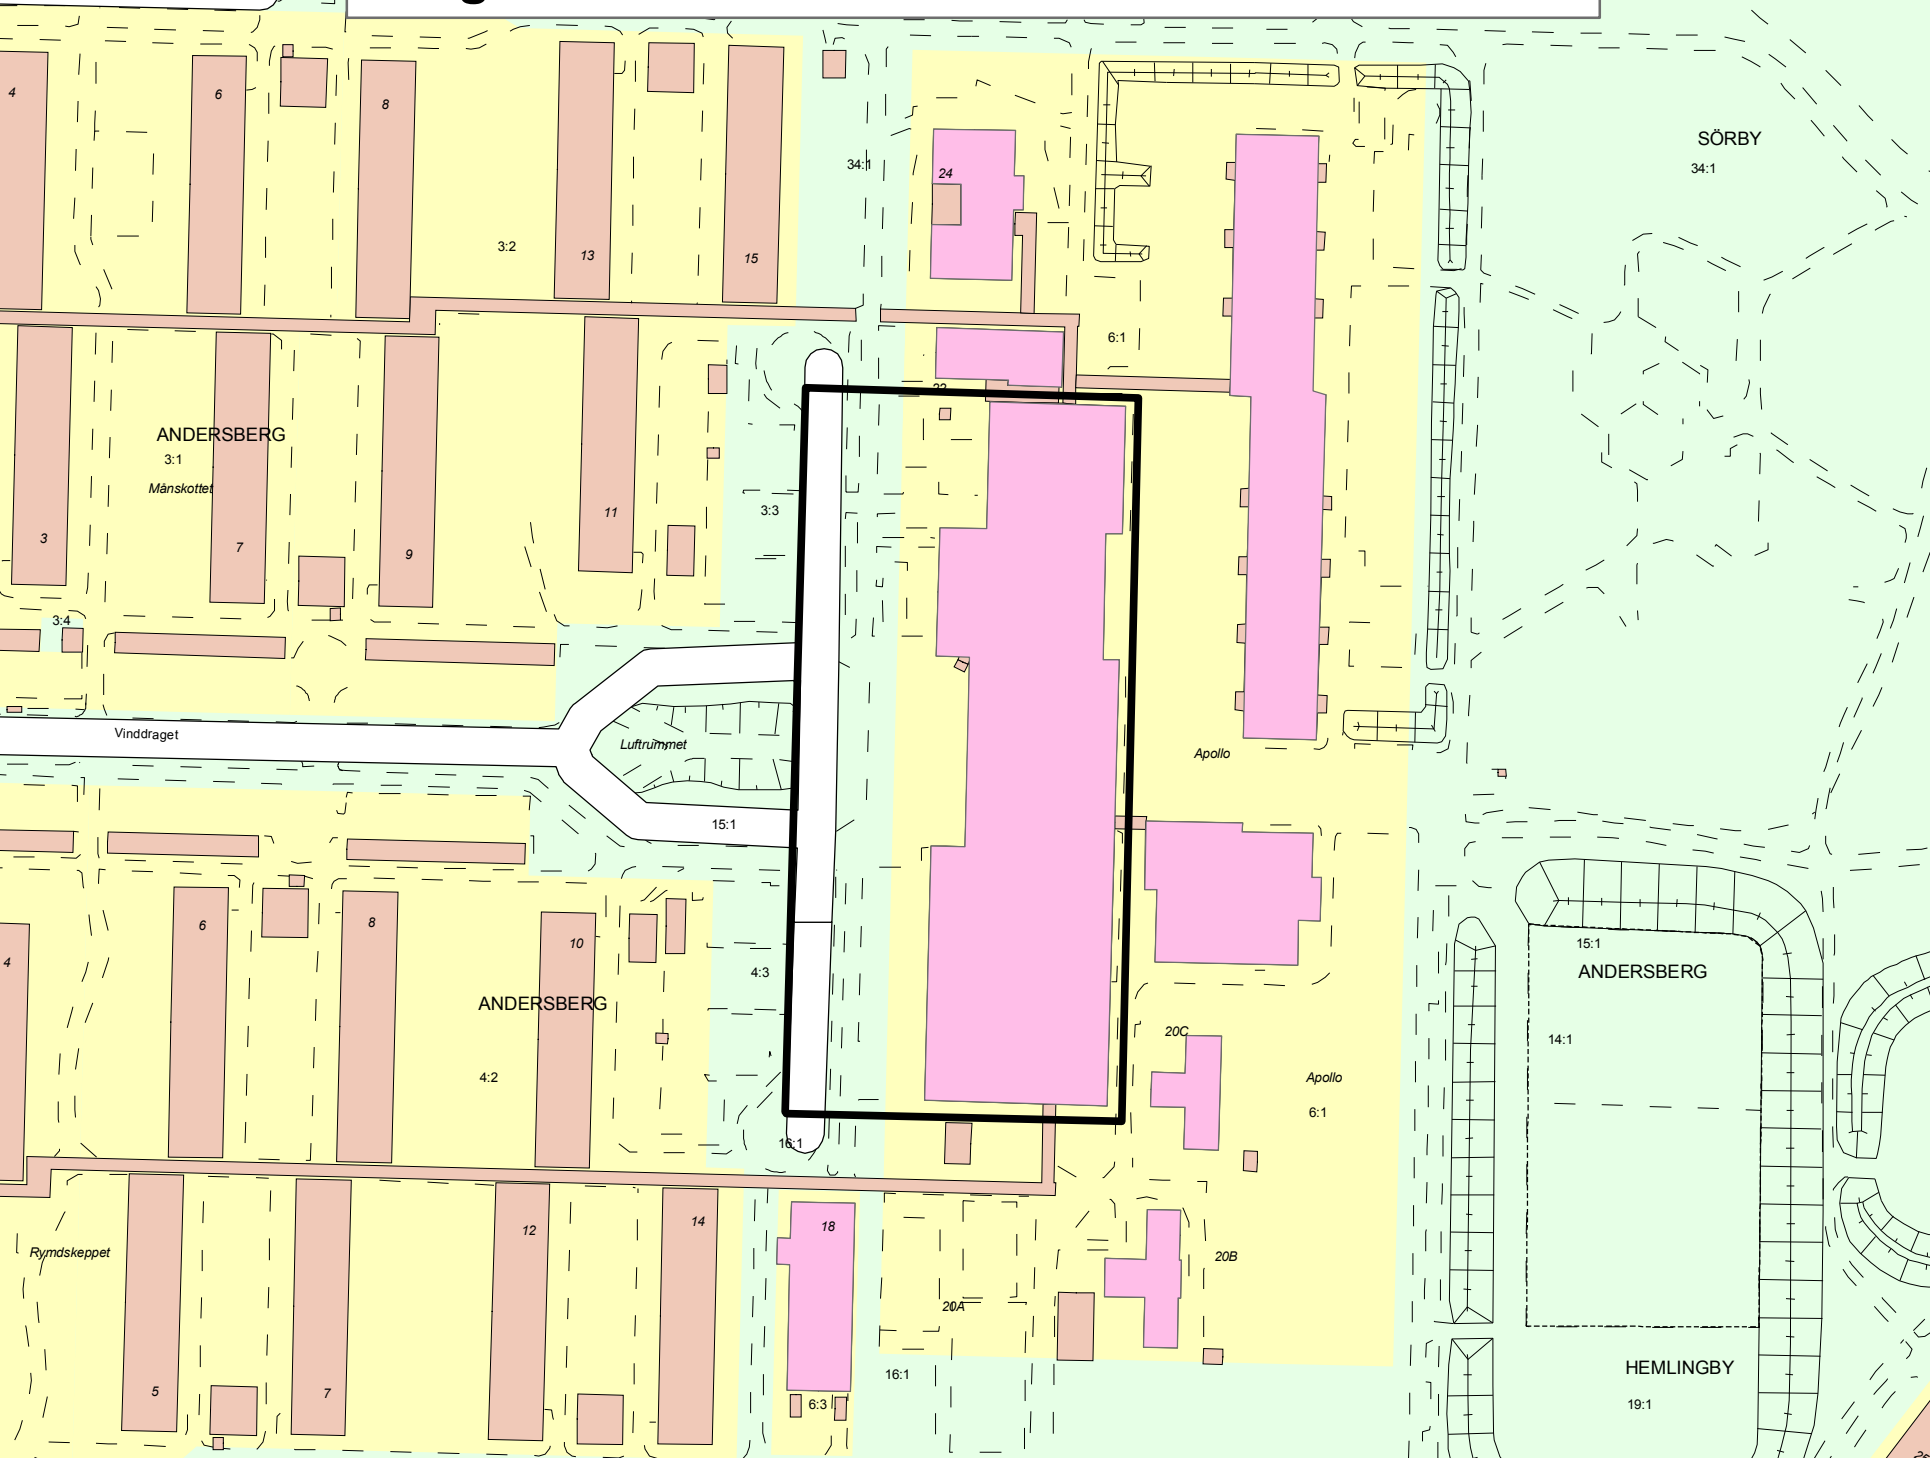 4
6
8
13
15
3:2
34:1
24
SÖRBY
34:1
6:1
22
ANDERSBERG
3:1
Månskottet
3
7
9
11
3:3
3:4
Vinddraget
Luftrummet
15:1
Apollo
4
6
8
10
4:3
ANDERSBERG
4:2
15:1
ANDERSBERG
14:1
20C
Apollo
6:1
16:1
Rymdskeppet
5
7
12
14
18
20A
20B
16:1
6:3
HEMLINGBY
19:1